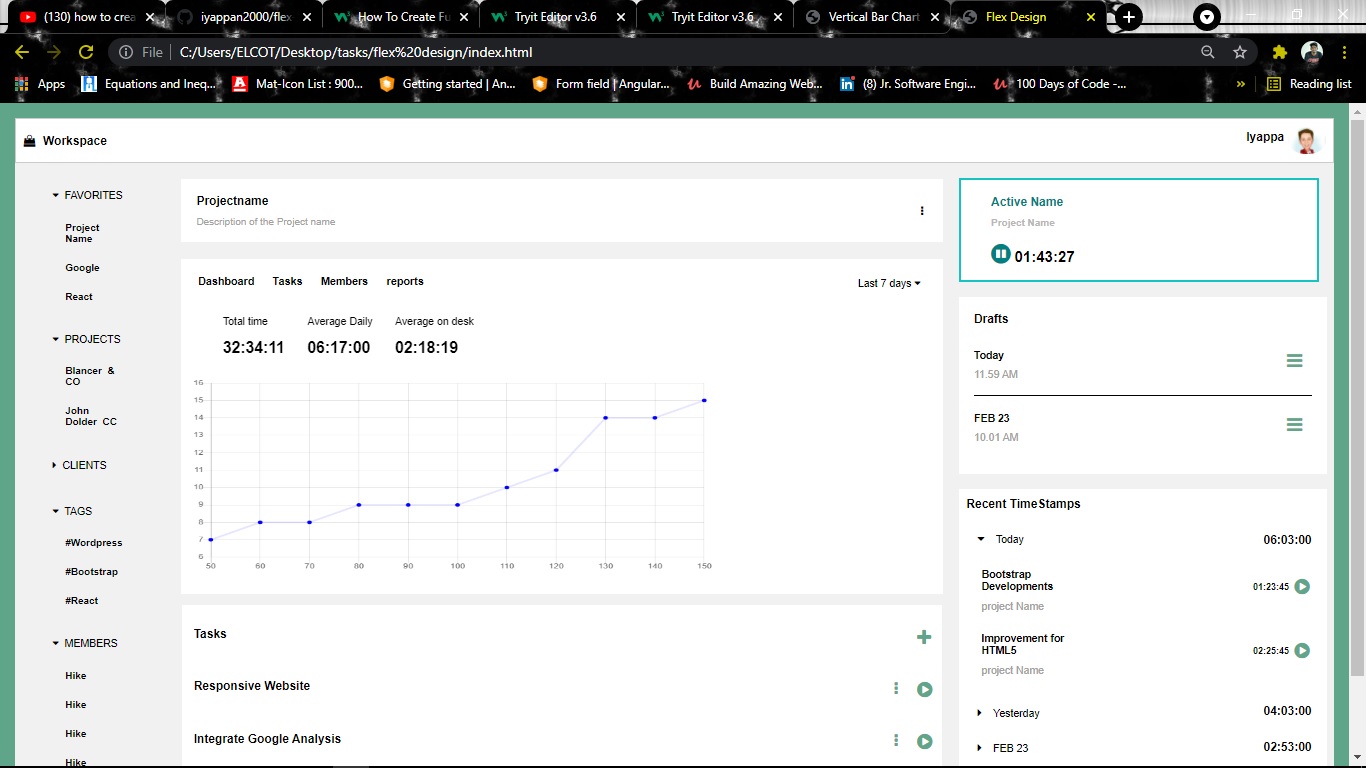 (130) how to crea
iyappan2000/flex
How To Create Fu
Tryit Editor v3.6
Tryit Editor v3.6
Vertical Bar Chart
Flex Design
File | C:/Users/ELCOT/Desktop/tasks/flex%20design/index.html
Apps
Equations and Ineq...
Mat-Icon List : 900...
Getting started | An...
Form field | Angular...
Build Amazing Web...
(8) Jr. Software Engi...
100 Days of Code -...
»
Reading list
Workspace
Iyappa
FAVORITES
Project
Name
Google
React
PROJECTS
Blancer & CO
John
Dolder CC
CLIENTS
TAGS
#Wordpress
#Bootstrap
#React
MEMBERS
Hike
Hike
Hike
Hike
Projectname
Description of the Project name
Dashboard Tasks Members reports
Last 7 days
Total time Average Daily Average on desk
32:34:11 06:17:00 02:18:19
16
15
14
13
12
11
10
9
8
7
6
50 60 70 80 90 100 110 120 130 140 150
Tasks
Responsive Website
Integrate Google Analysis
Active Name
Project Name
01:43:27
Drafts
Today
11.59 AM
FEB 23
10.01 AM
Recent TimeStamps
Today 06:03:00
Bootstrap
Developments
01:23:45
project Name
Improvement for
HTML5
02:25:45
project Name
Yesterday 04:03:00
FEB 23 02:53:00